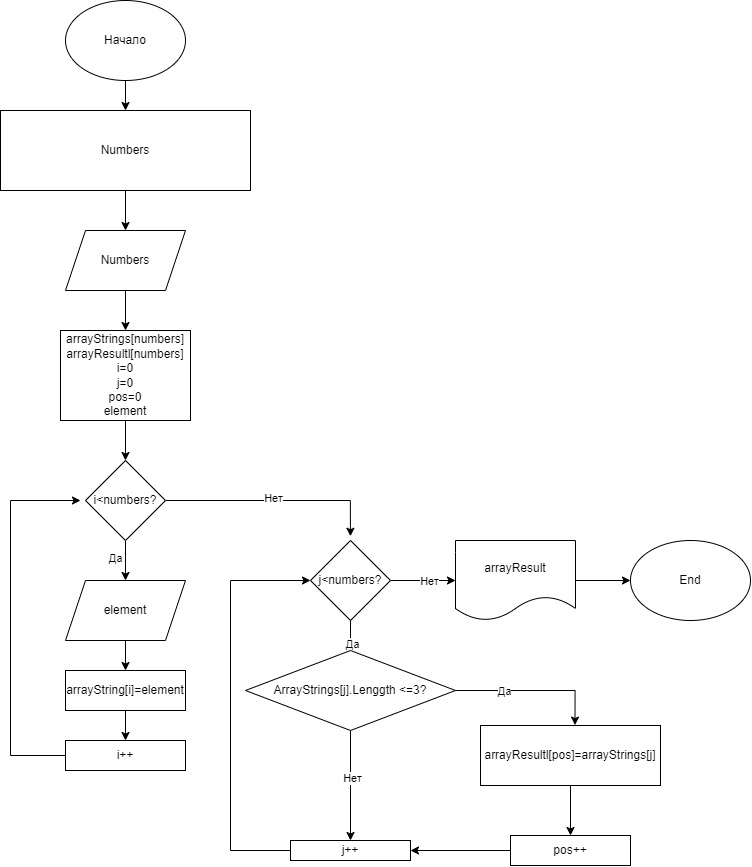 Начало
Numbers
Numbers
arrayStrings[numbers]
arrayResultl[numbers]
i=0
j=0
pos=0
element
i<numbers?
Нет
Да
element
arrayString[i]=element
i++
j<numbers?
Нет
arrayResult
End
Да
ArrayStrings[j].Lenggth <=3?
Да
arrayResultl[pos]=arrayStrings[j]
Нет
j++
pos++